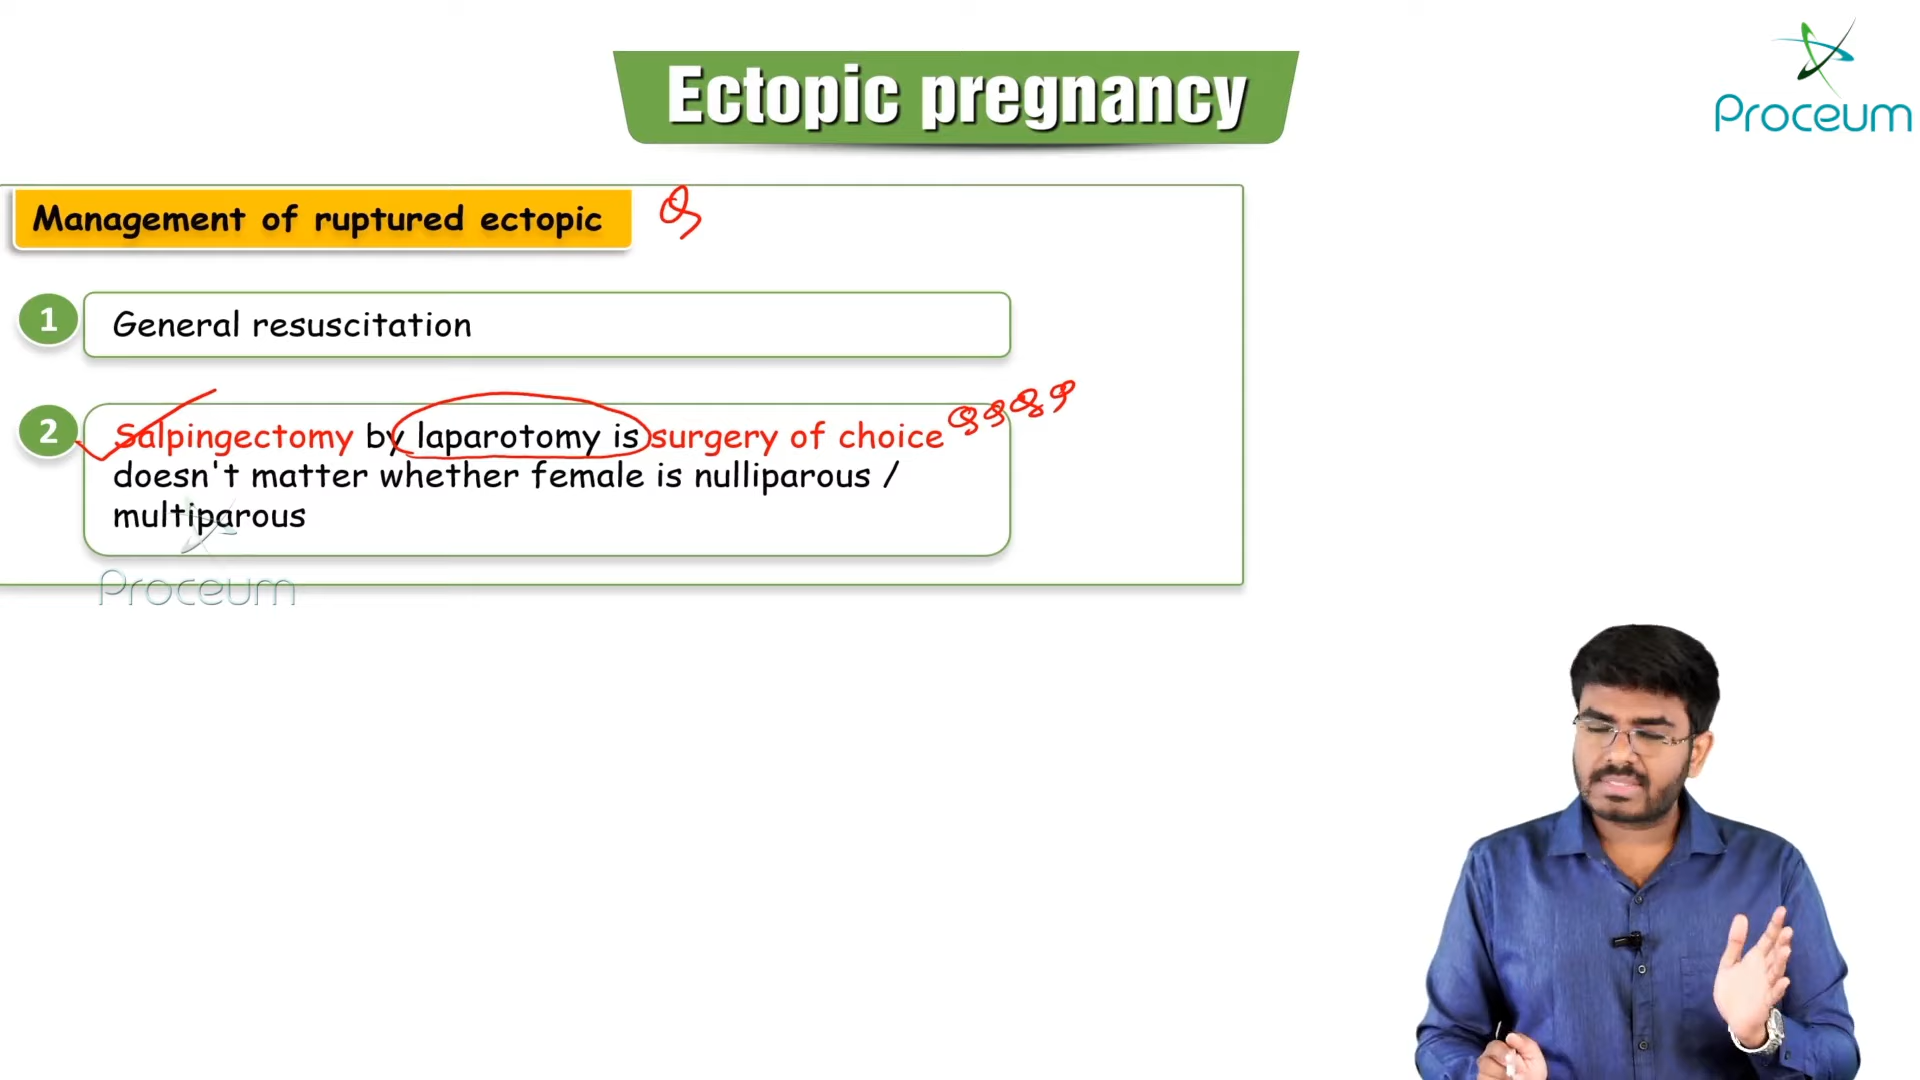 Ectopic pregnancy
Proceum
Management of ruptured ectopic
1
General resuscitation
2
Salpingectomy by laparotomy is surgery of choice
doesn't matter whether female is nulliparous /
multiparous
Proceum